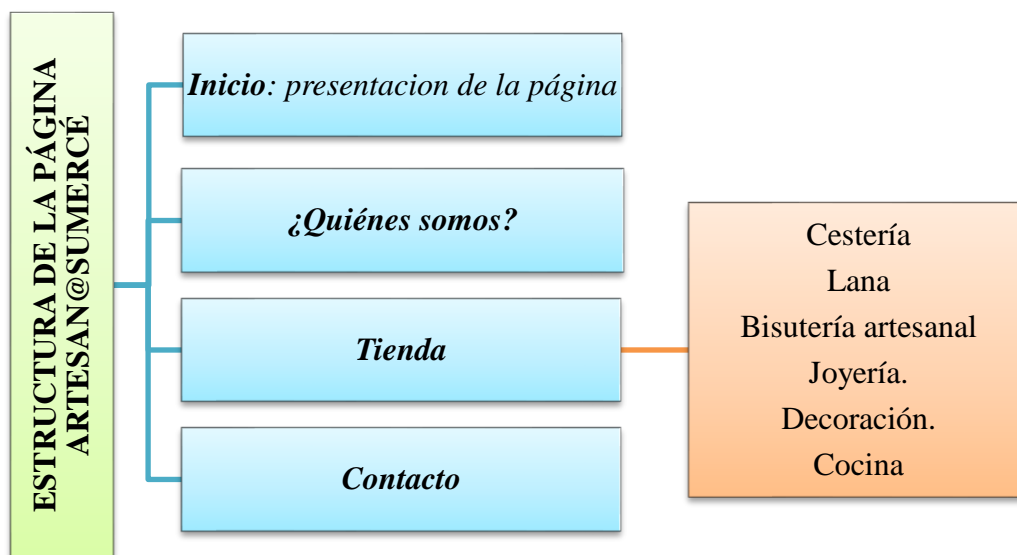 ESTRUCTURA DE LA PÁGINA
ARTESAN@SUMERCÉ
Inicio: presentacion de la página
¿Quiénes somos?
Tienda
Contacto
Cestería
Lana
Bisutería artesanal
Joyería.
Decoración.
Cocina